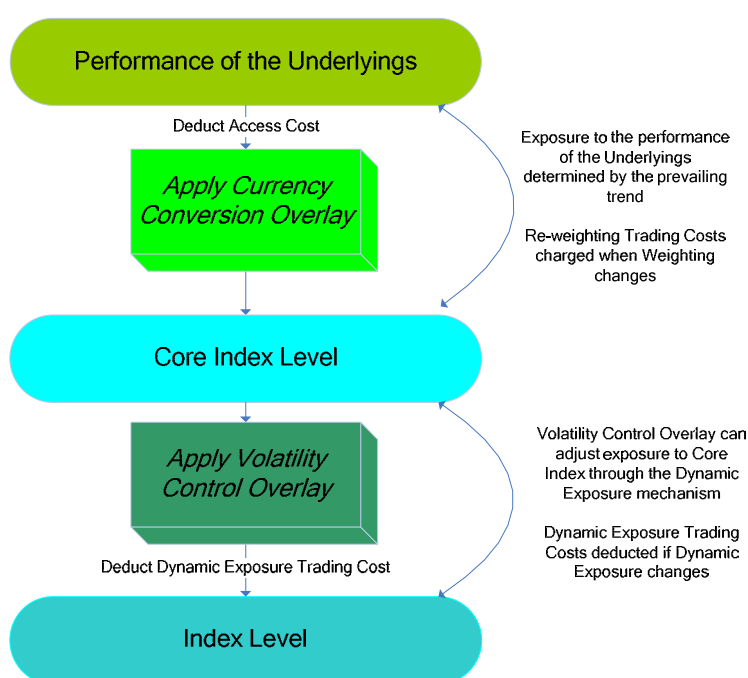 Performance of the Underlyings
Deduct Access Cost
Apply Currency
Conversion Overlay
Exposure to the performance
of the Underlyings
determined by the prevailing
trend
Re-weighting Trading Costs
charged when Weighting
changes
Core Index Level
Apply Volatility
Control Overlay
Volatility Control Overlay can
adjust exposure to Core
Index through the Dynamic
Exposure mechanism
Dynamic Exposure Trading
Costs deducted if Dynamic
Exposure changes
Deduct Dynamic Exposure Trading Cost
Index Level